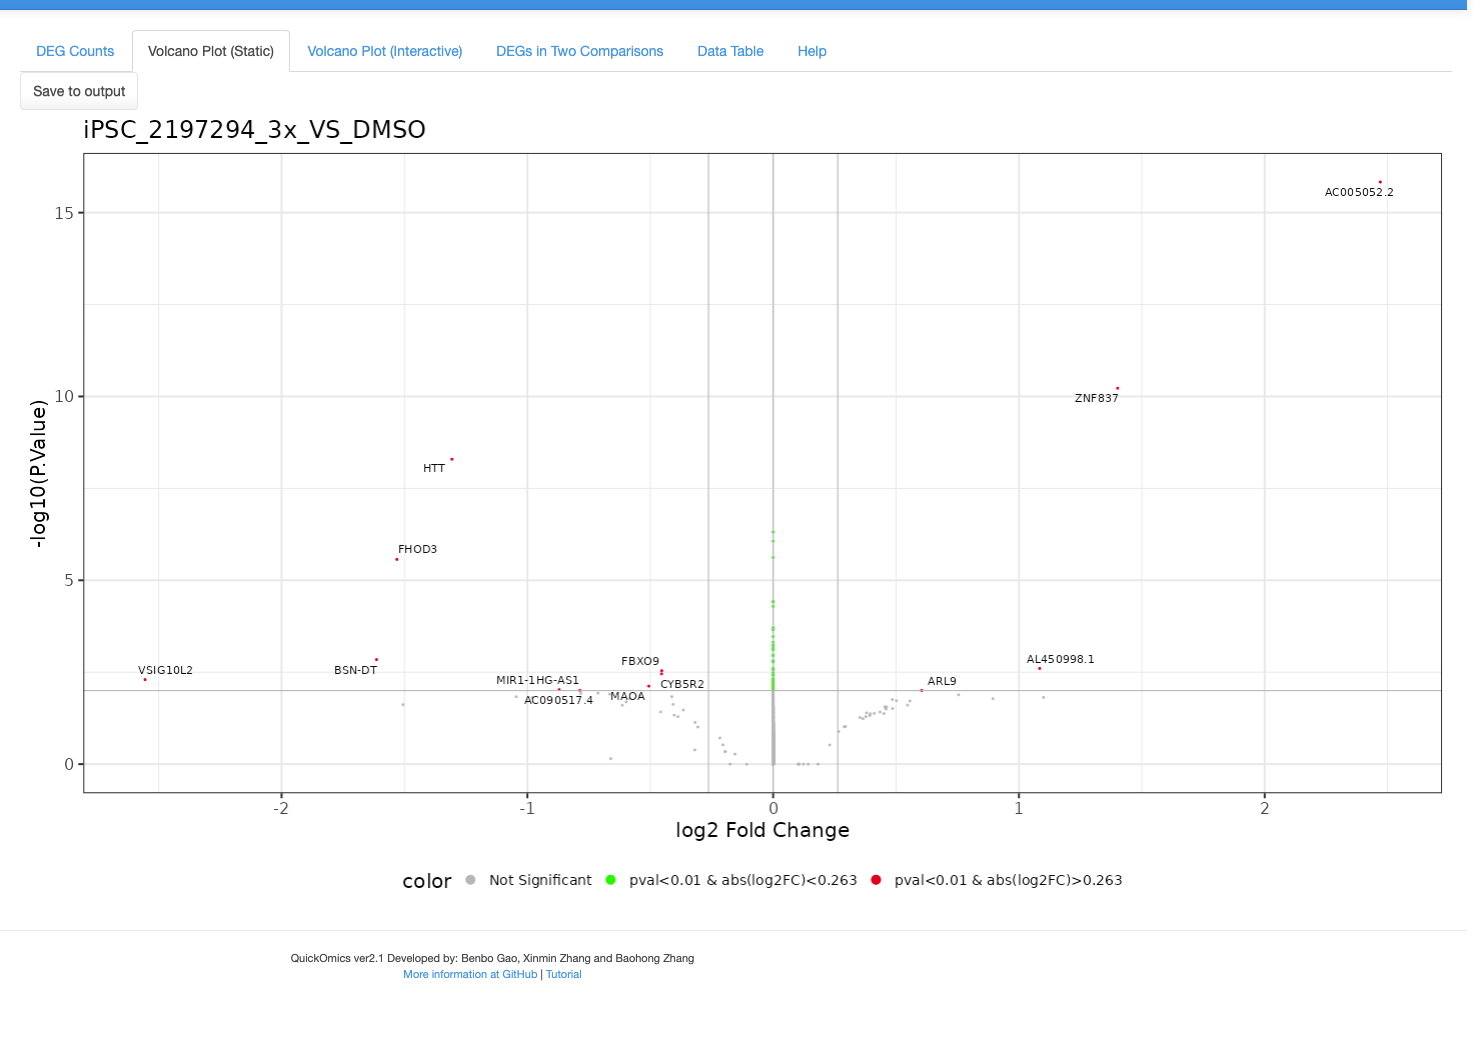 DEG Counts Volcano Plot (Static) Volcano Plot (Interactive) DEGs in Two Comparisons Data Table Help
Save to output
iPSC_2197294_3x_VS_DMSO
AC005052.2
15
ZNF837
10
HTT
-log10(P.Value)
FHOD3
5
FBXO9
AL450998.1
VSIG10L2
BSN-DT
MIR1-1HG-AS1
ARL9
CYB5R2
MAOA
AC090517.4
0
-2 -1 0 1 2
log2 Fold Change
color Not Significant pval<0.01 & abs(log2FC)<0.263 pval<0.01 & abs(log2FC)>0.263
QuickOmics ver2.1 Developed by: Benbo Gao, Xinmin Zhang and Baohong Zhang
More information at GitHub | Tutorial